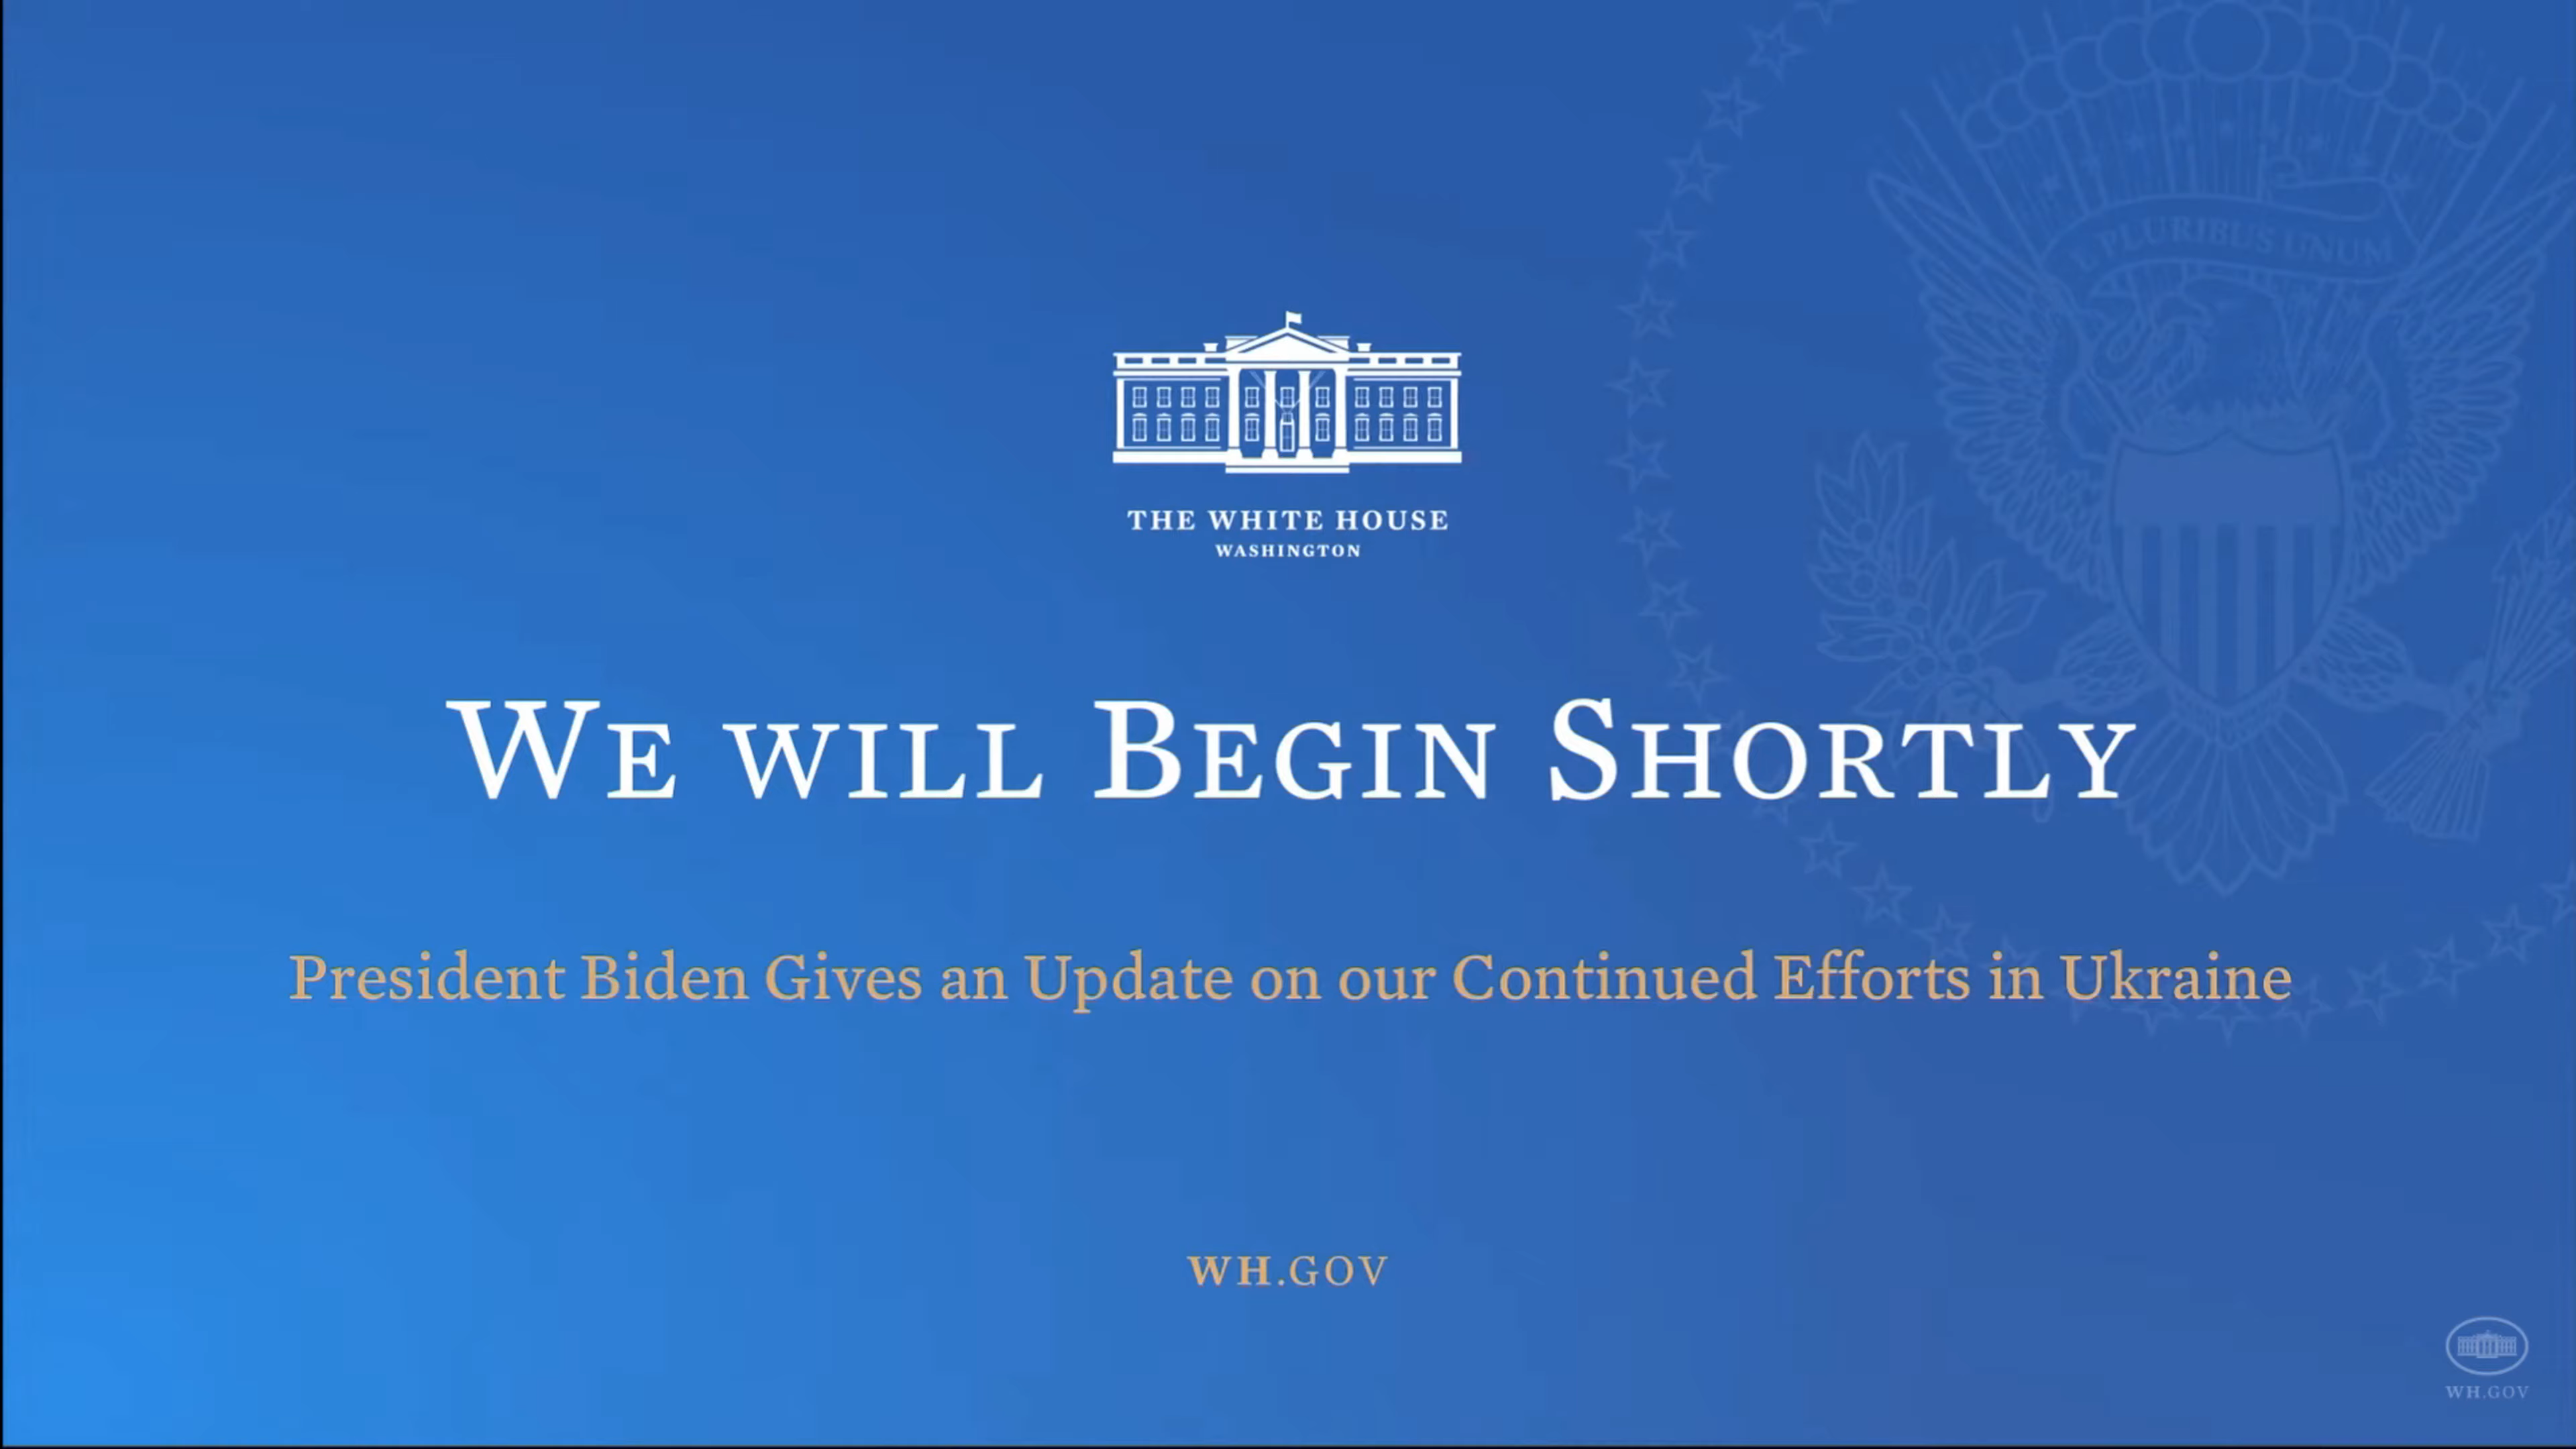 E PLURIBUS UNUM
THE WHITE HOUSE
WASHINGTON
WE WILL BEGIN SHORTLY
President Biden Gives an Update on our Continued Efforts in Ukraine
WH.GOV
WH.GOV